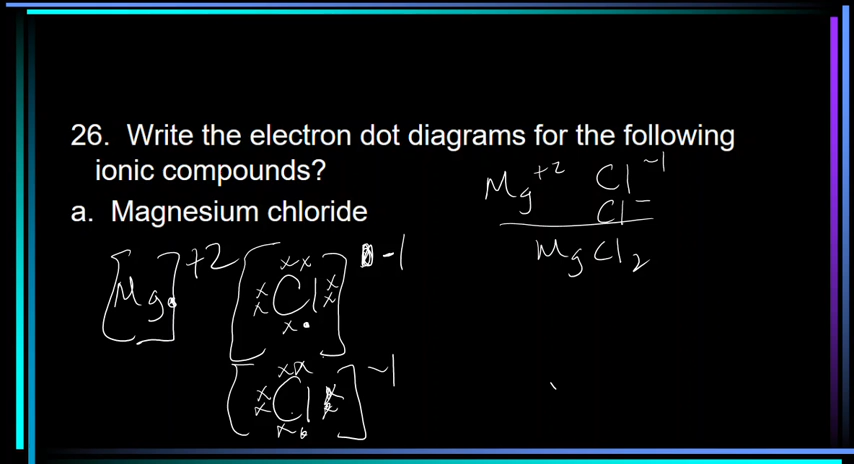 26. Write the electron dot diagrams for the following
ionic compounds?
Mg+2 Cl-1
Cl-
a. Magnesium chloride
MgCl2
[Mg]+2 [Cl]-1
[Cl]-1